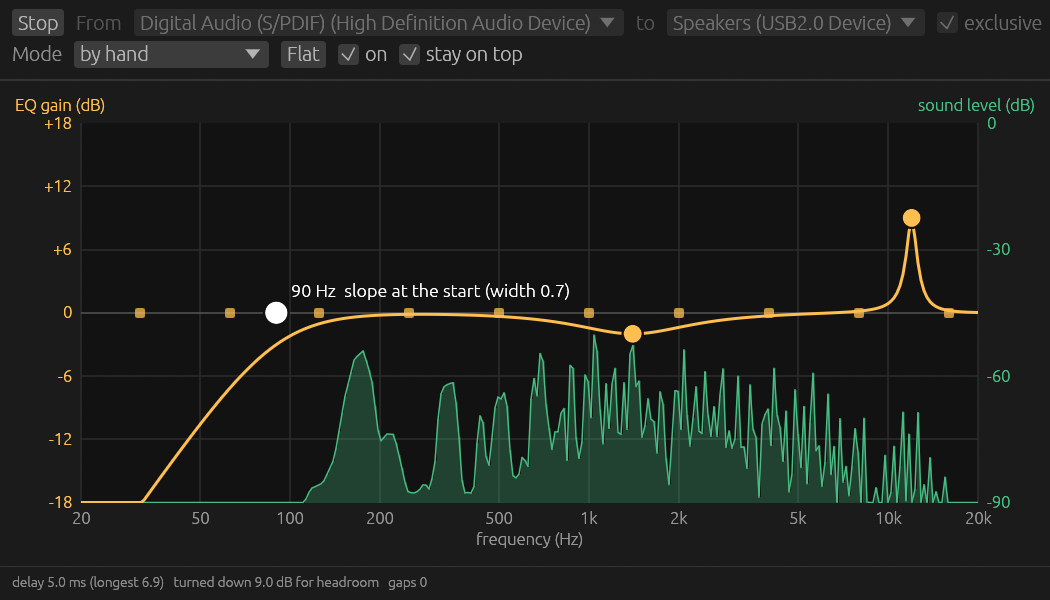 Stop From Digital Audio (S/PDIF) (High Definition Audio Device) to Speakers (USB2.0 Device) exclusive
Mode by hand Flat on stay on top
EQ gain (dB) sound level (dB)
+18 0
+12
+6 -30
90 Hz slope at the start (width 0.7)
0
-6 -60
-12
-18 -90
20 50 100 200 500 1k 2k 5k 10k 20k
frequency (Hz)
delay 5.0 ms (longest 6.9) turned down 9.0 dB for headroom gaps 0